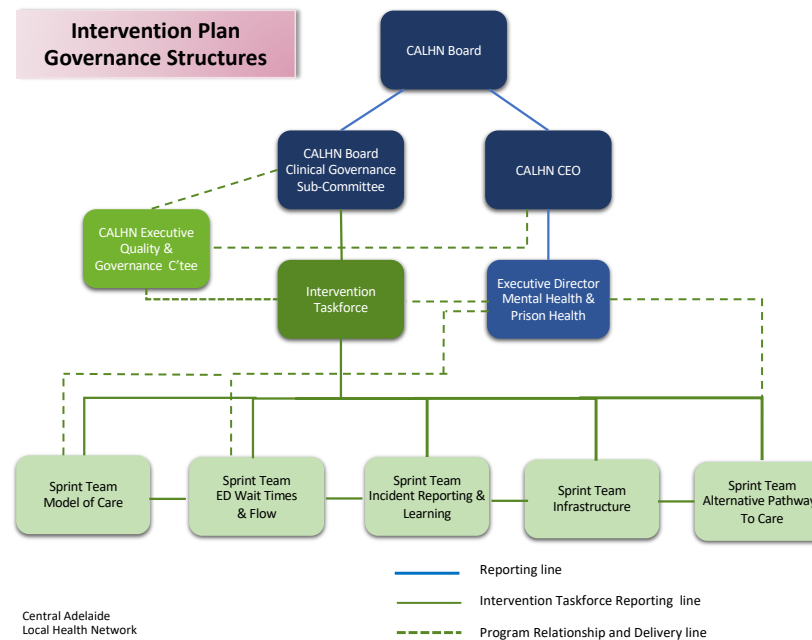 Intervention Plan
Governance Structures
CALHN Board
CALHN Board
Clinical Governance
Sub-Committee
CALHN CEO
CALHN Executive
Quality &
Governance C'tee
Intervention
Taskforce
Executive Director
Mental Health &
Prison Health
Sprint Team
Model of Care
Sprint Team
ED Wait Times
& Flow
Sprint Team
Incident Reporting &
Learning
Sprint Team
Infrastructure
Sprint Team
Alternative Pathway
To Care
Reporting line
Intervention Taskforce Reporting line
Program Relationship and Delivery line
Central Adelaide
Local Health Network